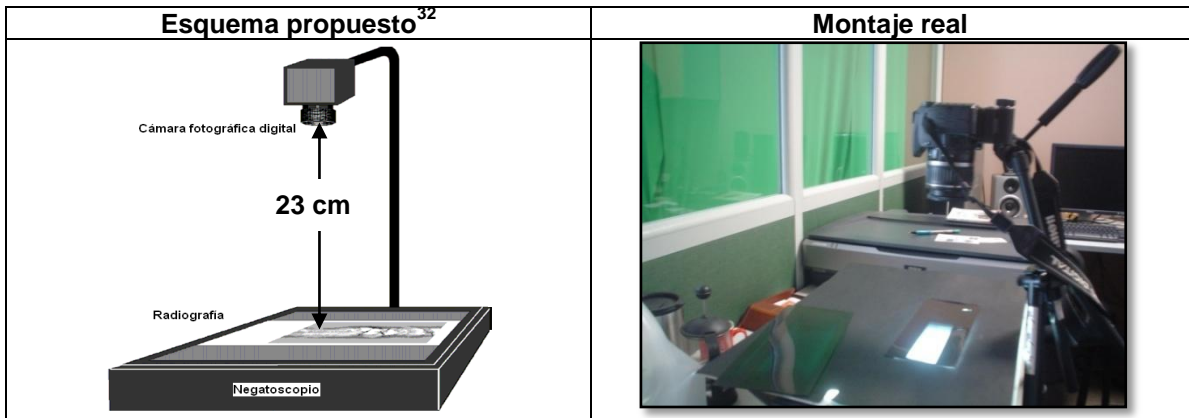 Esquema propuesto32
Montaje real
Cámara fotográfica digital
23 cm
Radiografía
Negatoscopio